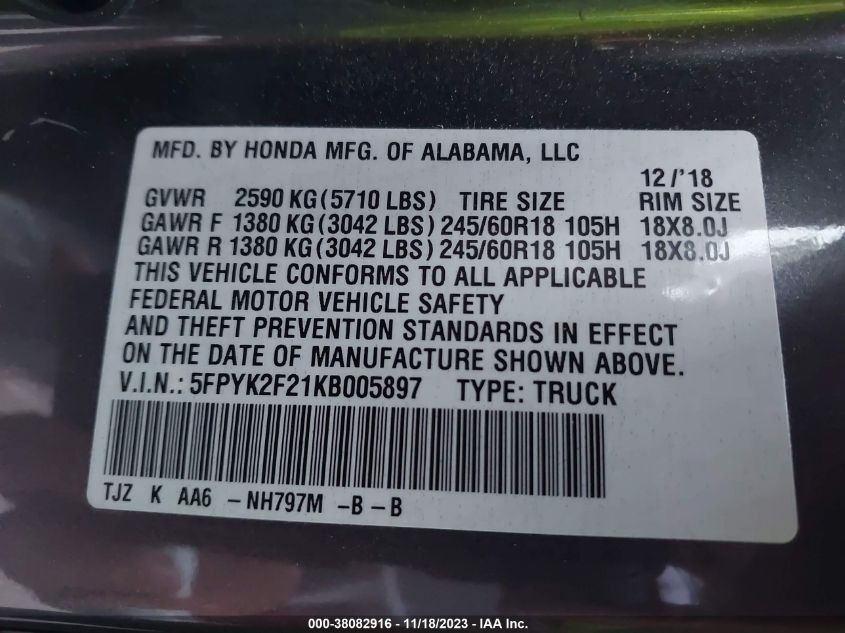 MFD. BY HONDA MFG. OF ALABAMA, LLC
12/'18
GVWR 2590 KG(5710 LBS) TIRE SIZE RIM SIZE
GAWR F 1380 KG(3042 LBS) 245/60R18 105H 18X8.0J
GAWR R 1380 KG(3042 LBS) 245/60R18 105H 18X8.0J
THIS VEHICLE CONFORMS TO ALL APPLICABLE
FEDERAL MOTOR VEHICLE SAFETY
AND THEFT PREVENTION STANDARDS IN EFFECT
ON THE DATE OF MANUFACTURE SHOWN ABOVE.
V.I.N.: 5FPYK2F21KB005897 TYPE: TRUCK
TJZ K AA6 -NH797M -B-B
000-38082916 - 11/18/2023 - IAA Inc.